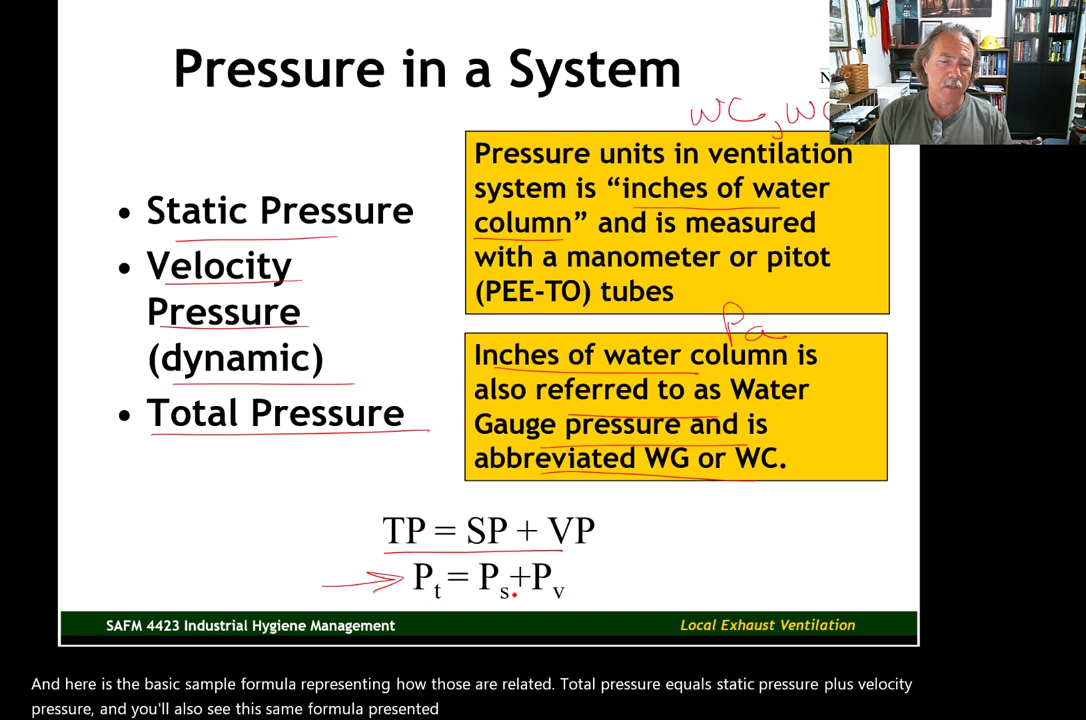 Pressure in a System
N
WG, WC
• Static Pressure
• Velocity
Pressure
(dynamic)
• Total Pressure
Pressure units in ventilation
system is “inches of water
column” and is measured
with a manometer or pitot
(PEE-TO) tubes
Pa
Inches of water column is
also referred to as Water
Gauge pressure and is
abbreviated WG or WC.
TP = SP + VP
Pt = Ps+Pv
SAFM 4423 Industrial Hygiene Management
Local Exhaust Ventilation
And here is the basic sample formula representing how those are related. Total pressure equals static pressure plus velocity
pressure, and you'll also see this same formula presented